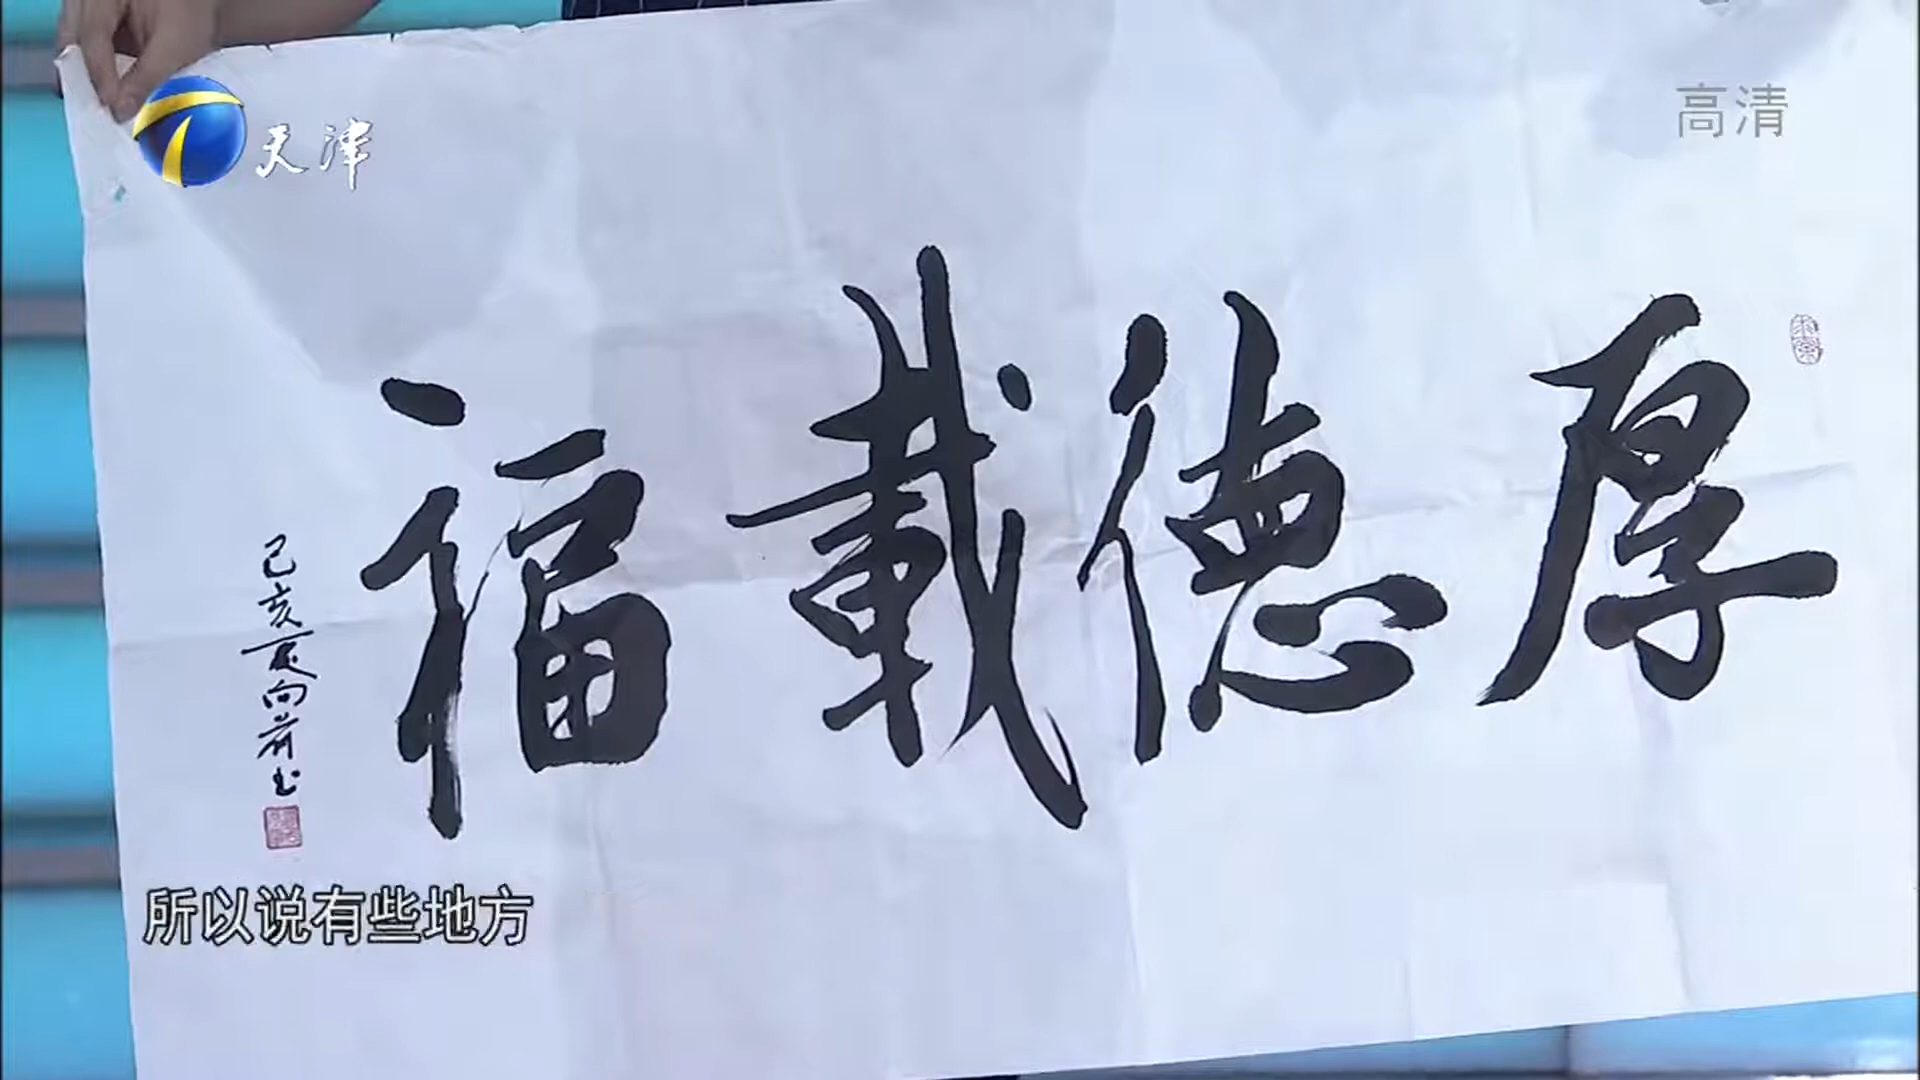 天津
高清
厚德載福
己亥夏向前书
所以说有些地方